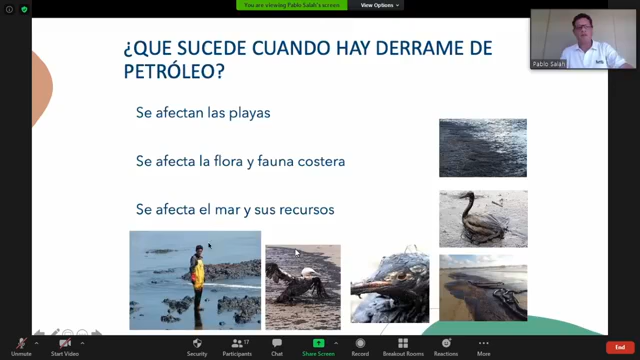 You are viewing Pablo Salah's screen
View Options
¿QUE SUCEDE CUANDO HAY DERRAME DE
PETRÓLEO?
Pablo Salah
Se afectan las playas
Se afecta la flora y fauna costera
Se afecta el mar y sus recursos
Unmute
Start Video
Security
Participants
17
Chat
Share Screen
Record
Breakout Rooms
Reactions
More
End